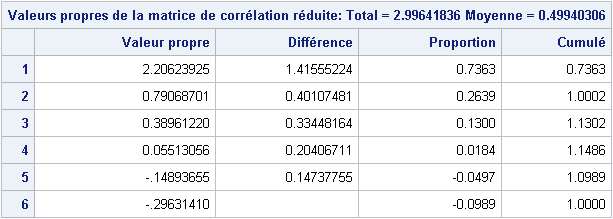 Valeurs propres de la matrice de corrélation réduite: Total = 2.99641836 Moyenne = 0.49940306
Valeur propre Différence Proportion Cumulé
1 2.20623925 1.41555224 0.7363 0.7363
2 0.79068701 0.40107481 0.2639 1.0002
3 0.38961220 0.33448164 0.1300 1.1302
4 0.05513056 0.20406711 0.0184 1.1486
5 -.14893655 0.14737755 -0.0497 1.0989
6 -.29631410 -0.0989 1.0000